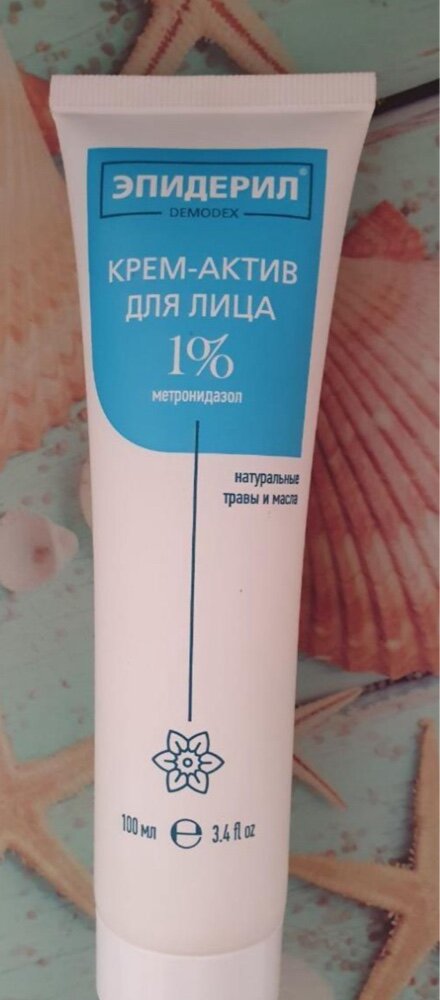 ЭПИДЕРИЛ®
DEMODEX
КРЕМ-АКТИВ
ДЛЯ ЛИЦА
1%
метронидазол
натуральные
травы и масла
100 мл ℮ 3.4 fl oz